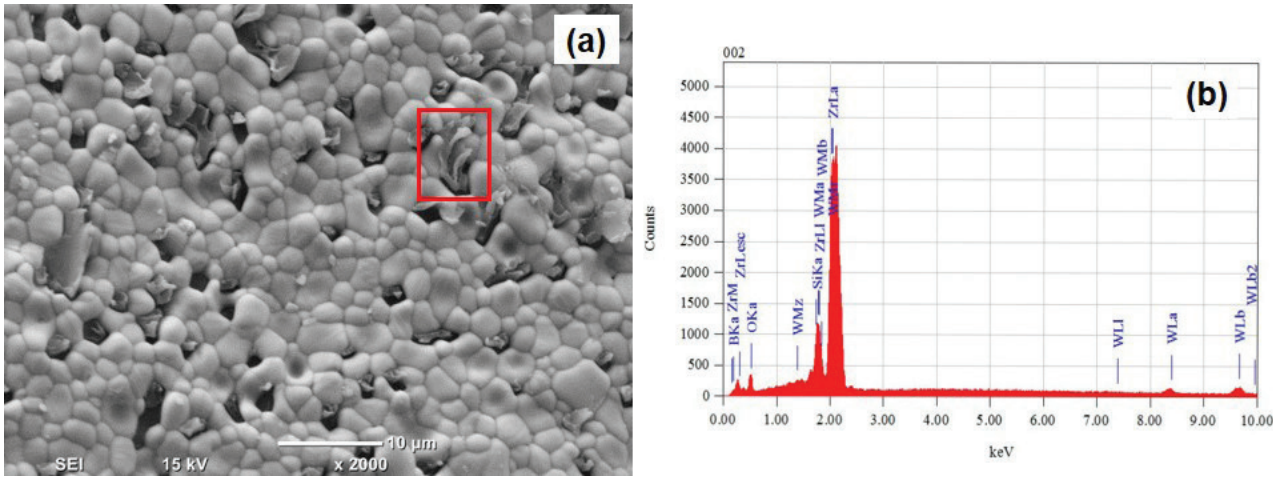 (a)
10 µm
SEI 15 kV x 2000
002
(b)
5000
4500
4000
3500
3000
2500
2000
1500
1000
500
0
Counts
BKa
ZrM
ZrLesc
OKa
WMz
SiKa
ZrLl
WMa
WMb
ZrLa
WLl
WLa
WLb
WLb2
0.00 1.00 2.00 3.00 4.00 5.00 6.00 7.00 8.00 9.00 10.00
keV